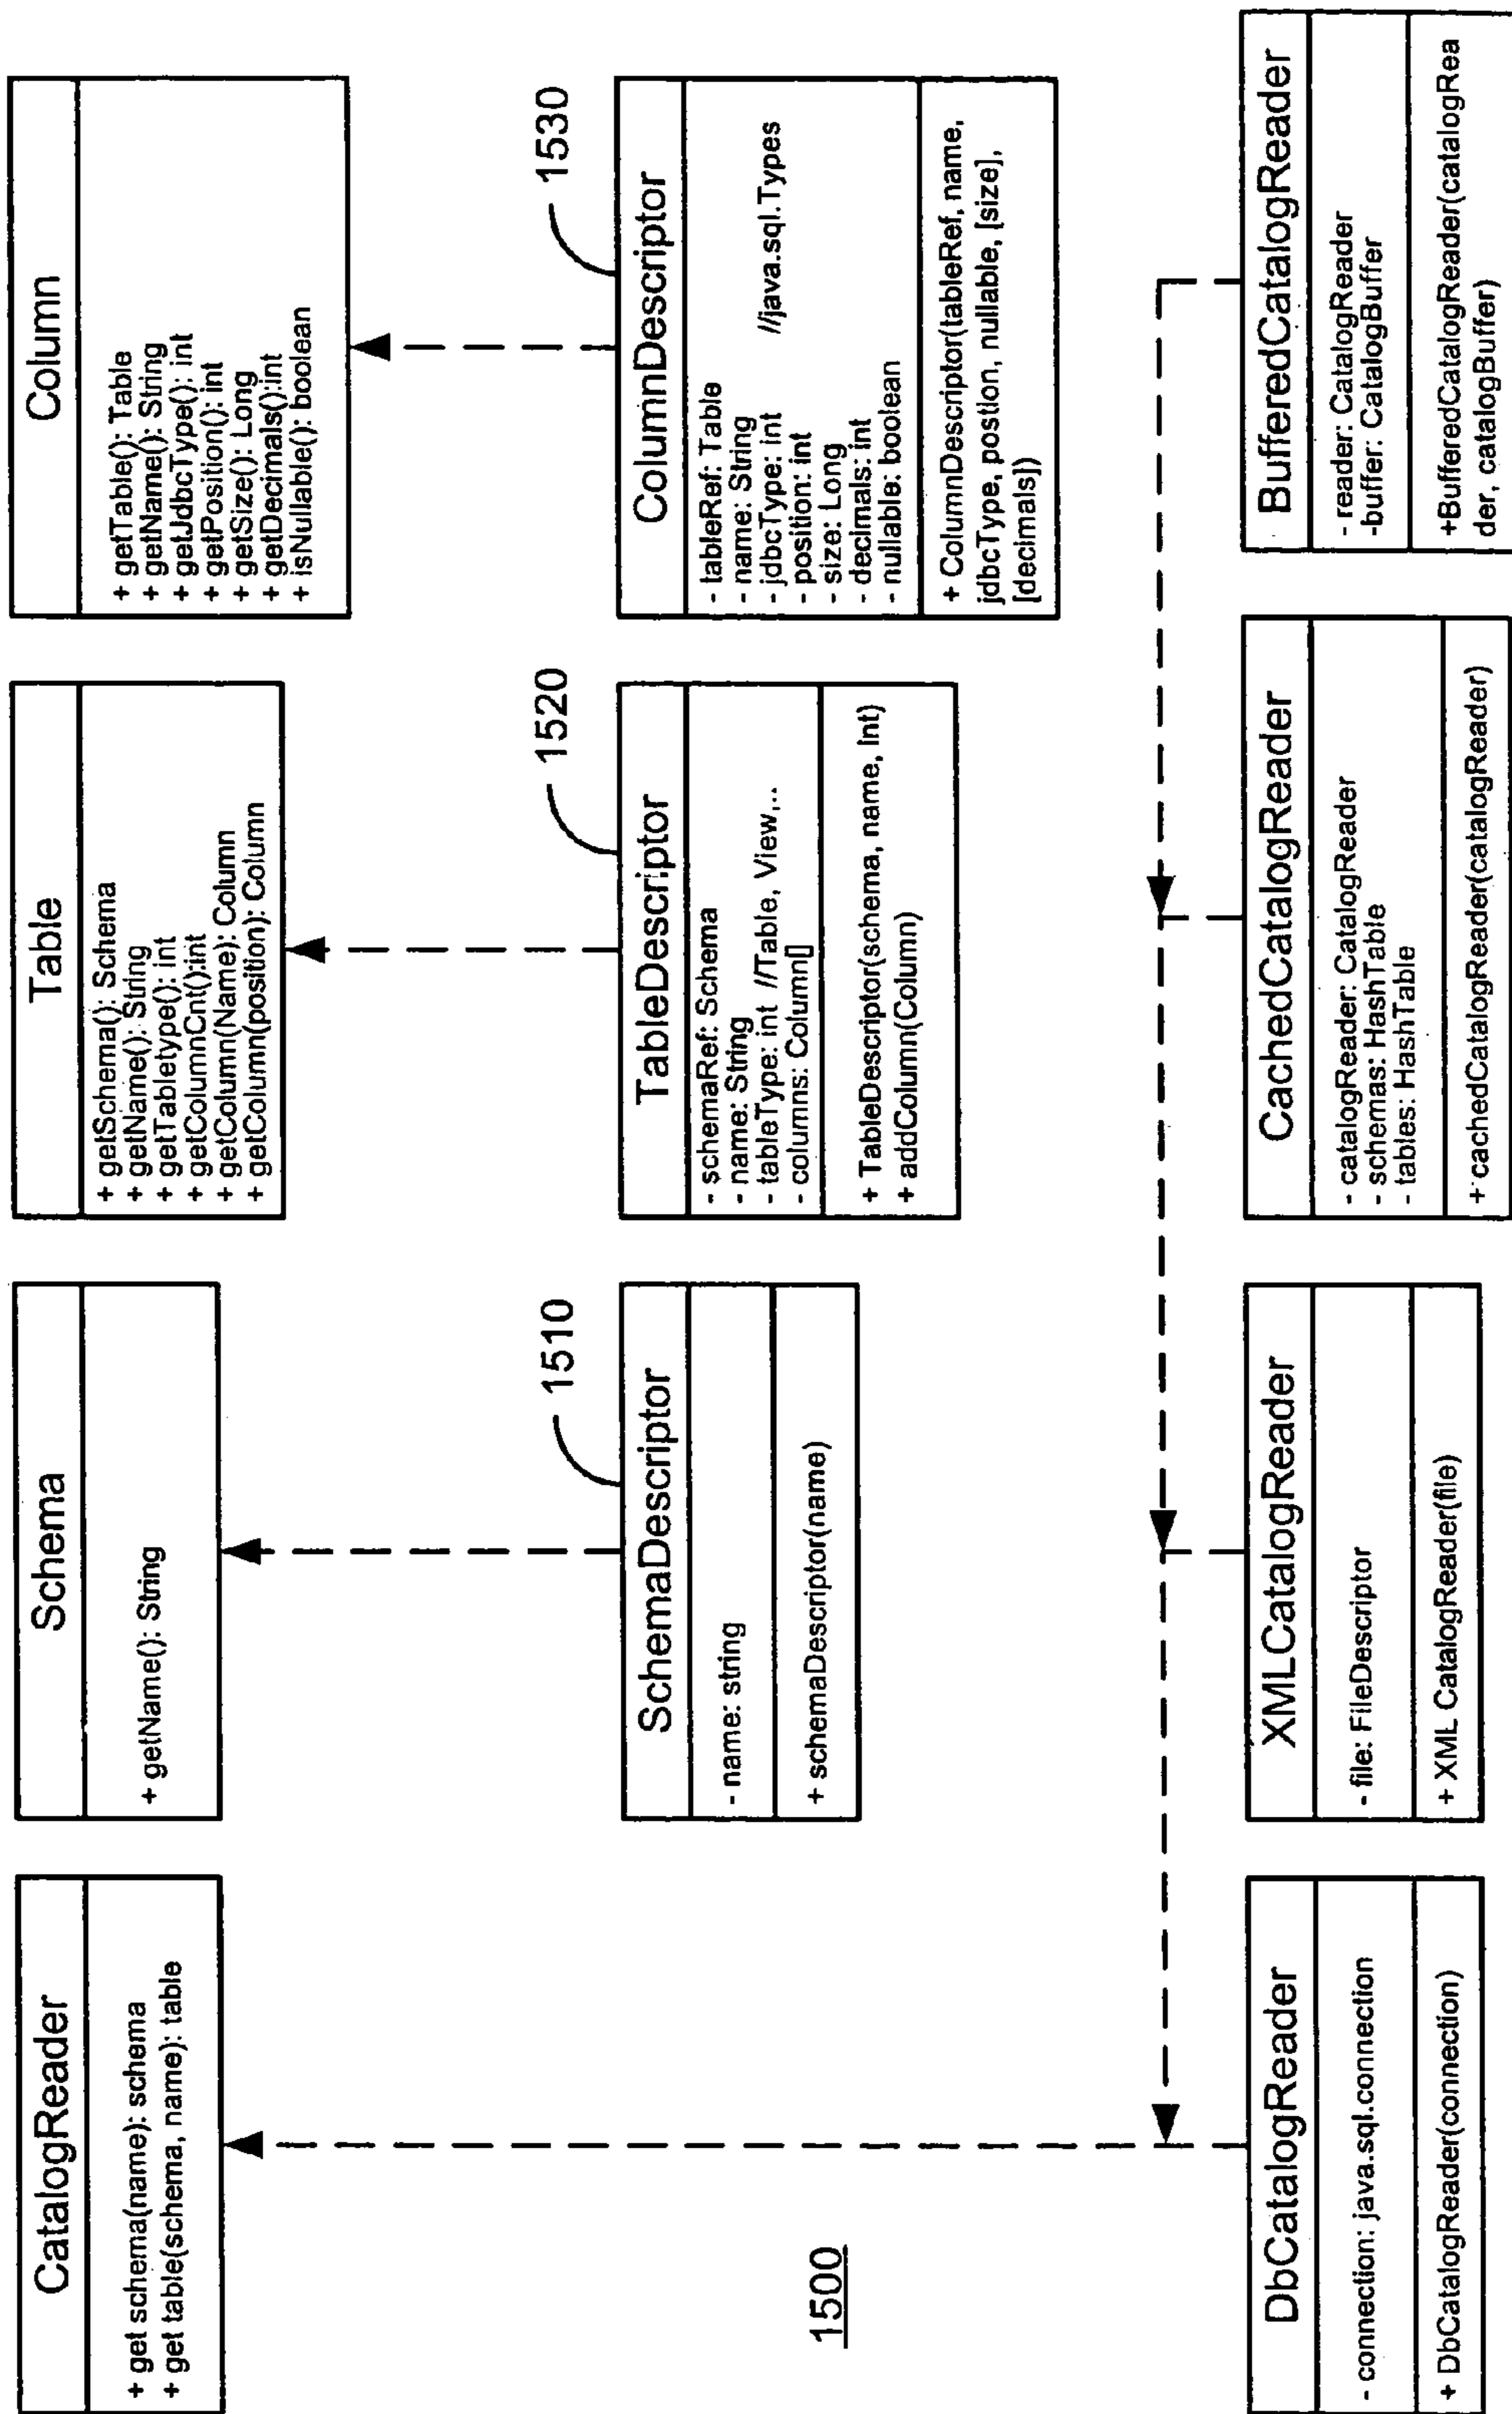 CatalogReader
+ get schema(name): schema
+ get table(schema, name): table
Schema
+ getName(): String
Table
+ getSchema(): Schema
+ getName(): String
+ getTabletype(): int
+ getColumnCnt():int
+ getColumn(Name): Column
+ getColumn(position): Column
Column
+ getTable(): Table
+ getName(): String
+ getJdbcType(): int
+ getPosition(): int
+ getSize(): Long
+ getDecimals():int
+ isNullable(): boolean
1510
SchemaDescriptor
- name: string
+ schemaDescriptor(name)
1520
TableDescriptor
- schemaRef: Schema
- name: String
- tableType: int //Table, View,..
- columns: Column[]
+ TableDescriptor(schema, name, Int)
+ addColumn(Column)
1530
ColumnDescriptor
- tableRef: Table
- name: String
- jdbcType: int //java.sql.Types
- position: int
- size: Long
- decimals: int
- nullable: boolean
+ ColumnDescriptor(tableRef, name,
jdbcType, postion, nullable, [size],
[decimals])
1500
DbCatalogReader
- connection: java.sql.connection
+ DbCatalogReader(connection)
XMLCatalogReader
- file: FileDescriptor
+ XML CatalogReader(file)
CachedCatalogReader
- catalogReader: CatalogReader
- schemas: HashTable
- tables: HashTable
+ cachedCatalogReader(catalogReader)
BufferedCatalogReader
- reader: CatalogReader
-buffer: CatalogBuffer
+BufferedCatalogReader(catalogRea
der, catalogBuffer)